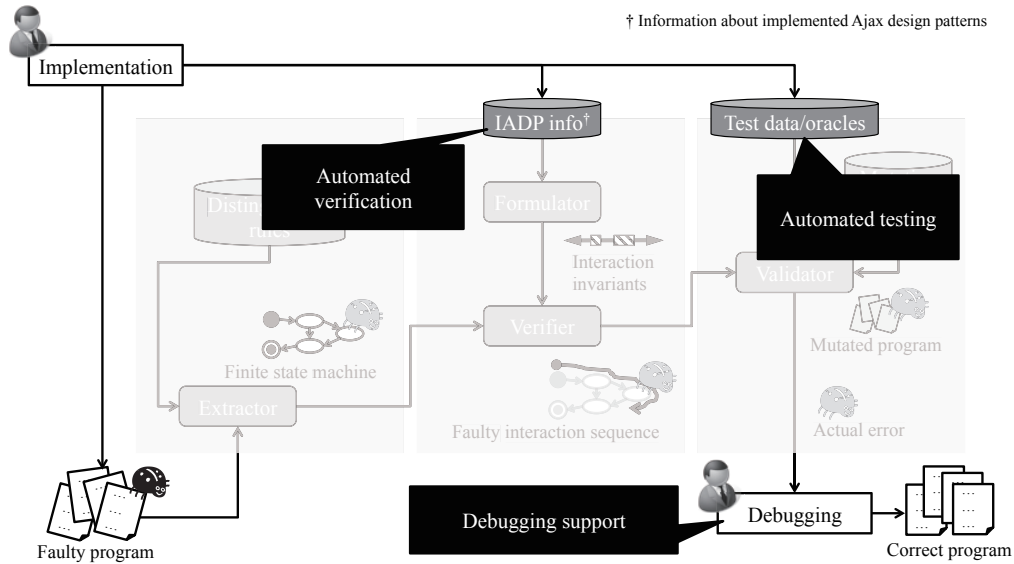 † Information about implemented Ajax design patterns
Implementation
IADP info†
Test data/oracles
Automated
verification
Formulator
Automated testing
Interaction
invariants
Validator
Verifier
Mutated program
Finite state machine
Extractor
Faulty interaction sequence
Actual error
Debugging support
Debugging
Faulty program
Correct program